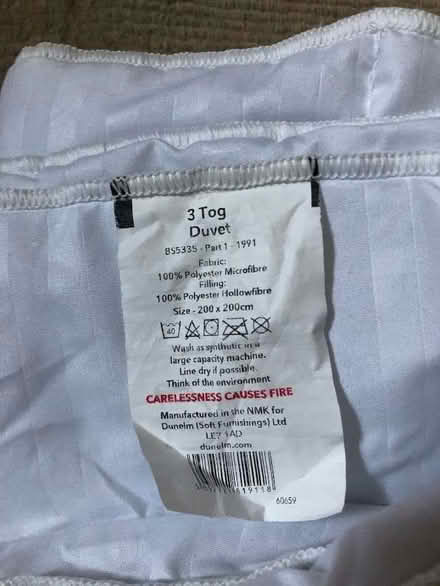 3 Tog
Duvet
BS5335 - Part 1 - 1991
Fabric:
100% Polyester Microfibre
Filling:
100% Polyester Hollowfibre
Size - 200 x 200cm
40
Wash as synthetic in a
large capacity machine.
Line dry if possible.
Think of the environment
CARELESSNESS CAUSES FIRE
Manufactured in the NMK for
Dunelm (Soft Furnishings) Ltd
LE7 1AD
dunelm.com
60659